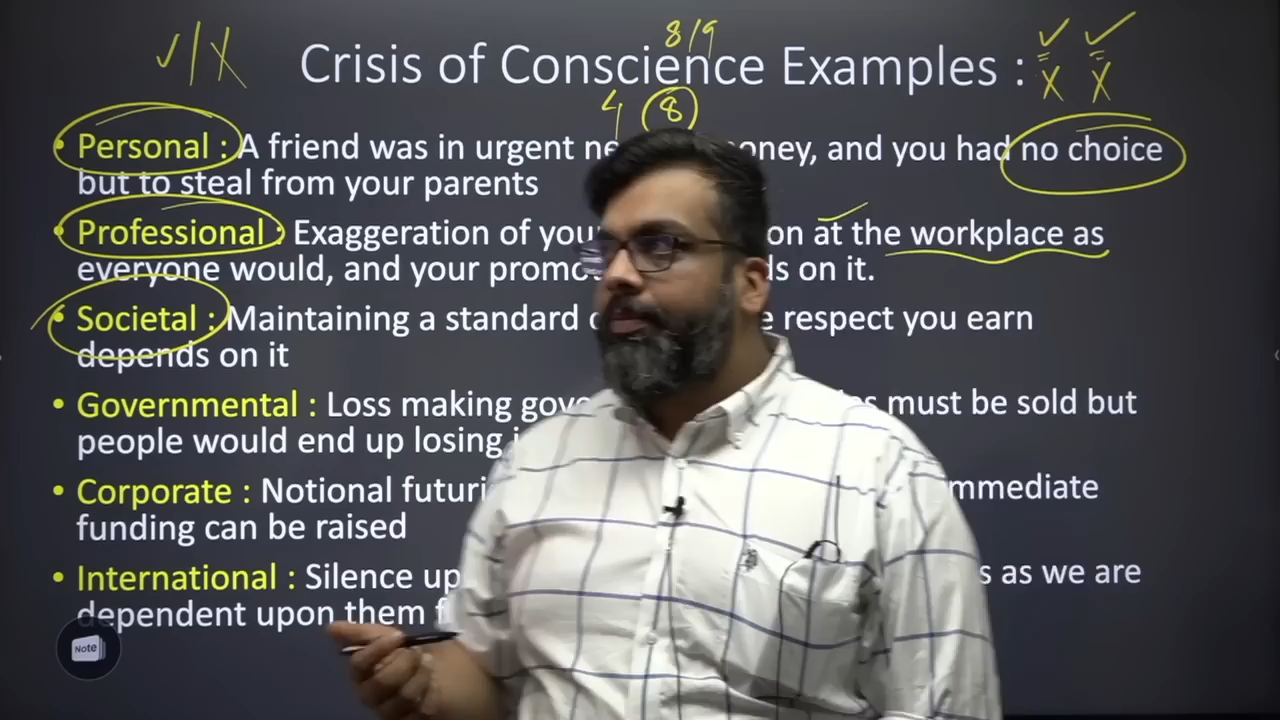 ✓/X Crisis of Conscience Examples : ✓ ✓
8/9 X X
4 8
• Personal : A friend was in urgent ne oney, and you had no choice
but to steal from your parents
• Professional : Exaggeration of you on at the workplace as
everyone would, and your promo ds on it.
• Societal : Maintaining a standard o e respect you earn
depends on it
• Governmental : Loss making gove es must be sold but
people would end up losing
• Corporate : Notional futuri mmediate
funding can be raised
• International : Silence up s as we are
dependent upon them f
Note